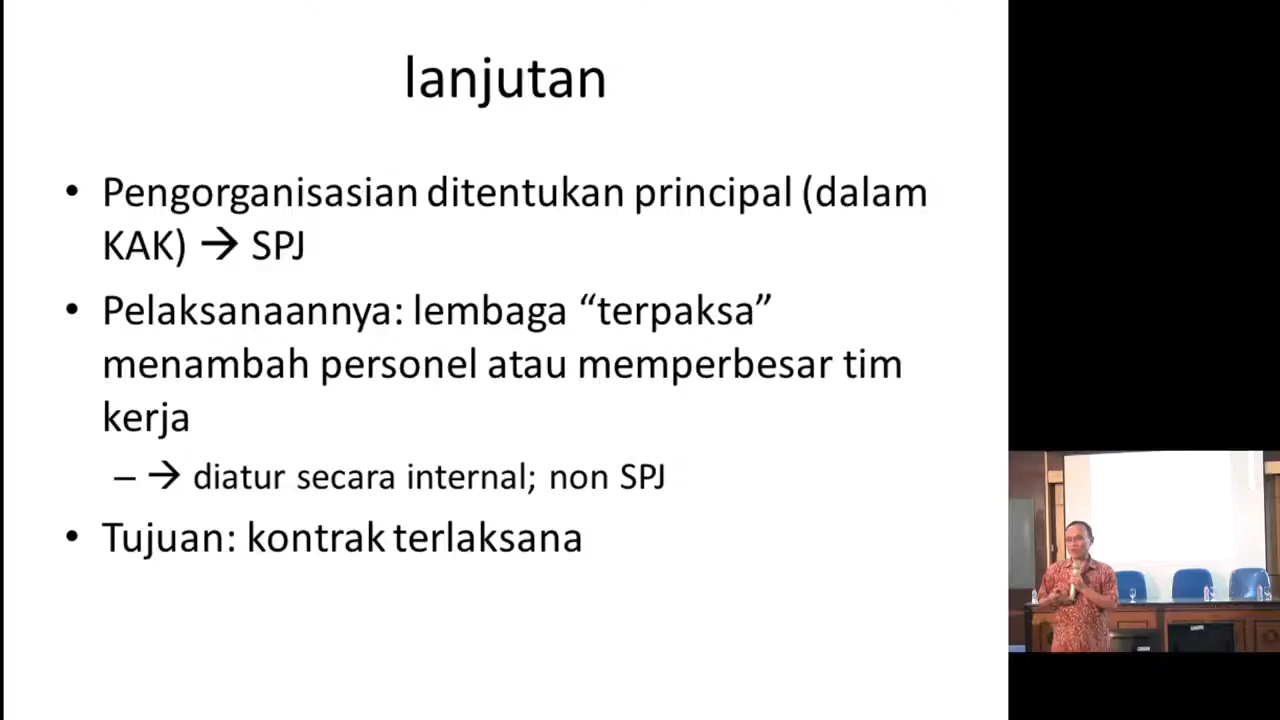 lanjutan
• Pengorganisasian ditentukan principal (dalam
KAK) → SPJ
• Pelaksanaannya: lembaga “terpaksa”
menambah personel atau memperbesar tim
kerja
– → diatur secara internal; non SPJ
• Tujuan: kontrak terlaksana